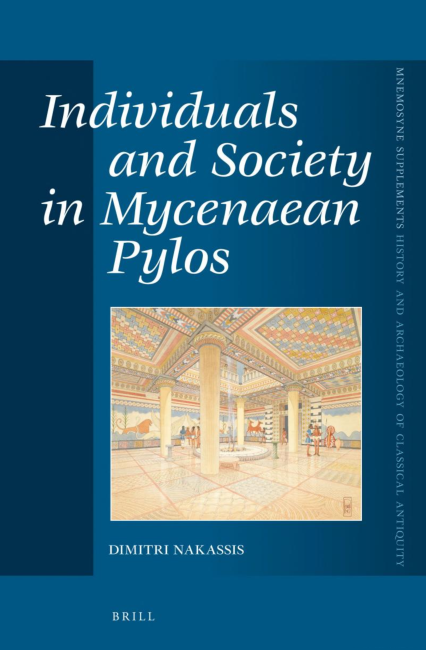 Individuals
and Society
in Mycenaean
Pylos
MNEMOSYNE SUPPLEMENTS HISTORY AND ARCHAEOLOGY OF CLASSICAL ANTIQUITY
DIMITRI NAKASSIS
BRILL